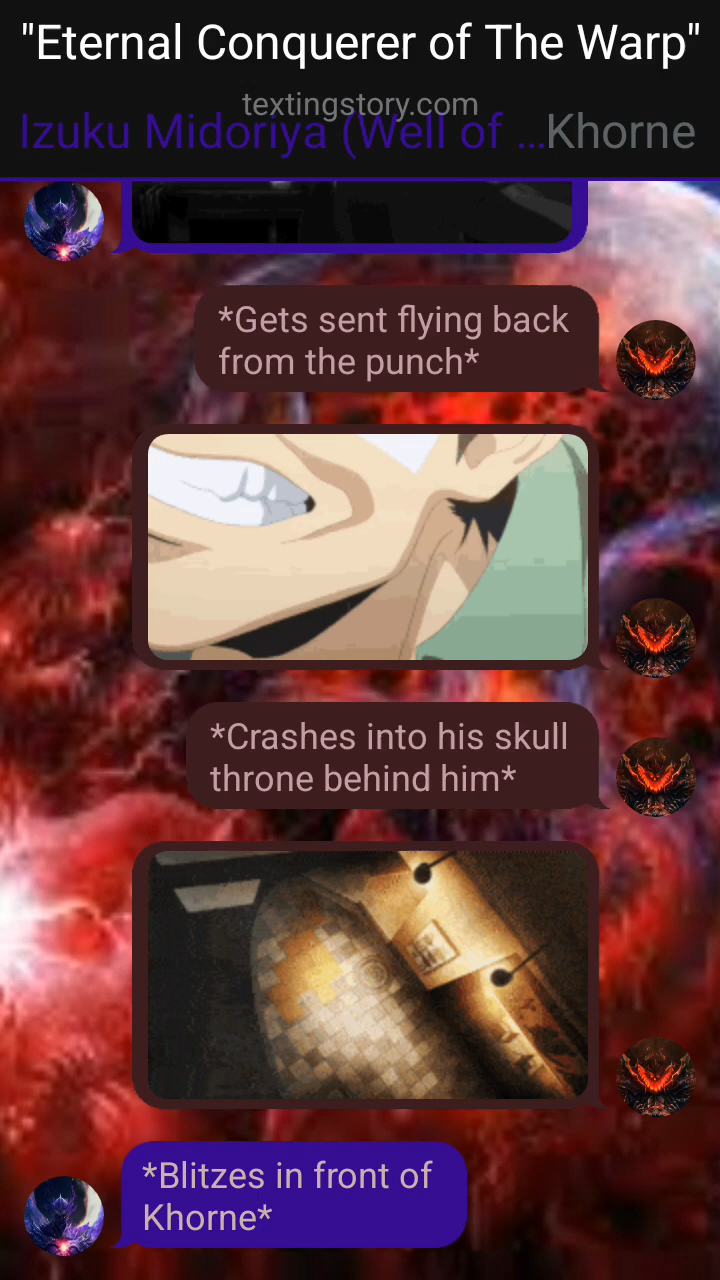 "Eternal Conquerer of The Warp"
textingstory.com
Izuku Midoriya (Well of ...Khorne
*Gets sent flying back
from the punch*
*Crashes into his skull
throne behind him*
*Blitzes in front of
Khorne*